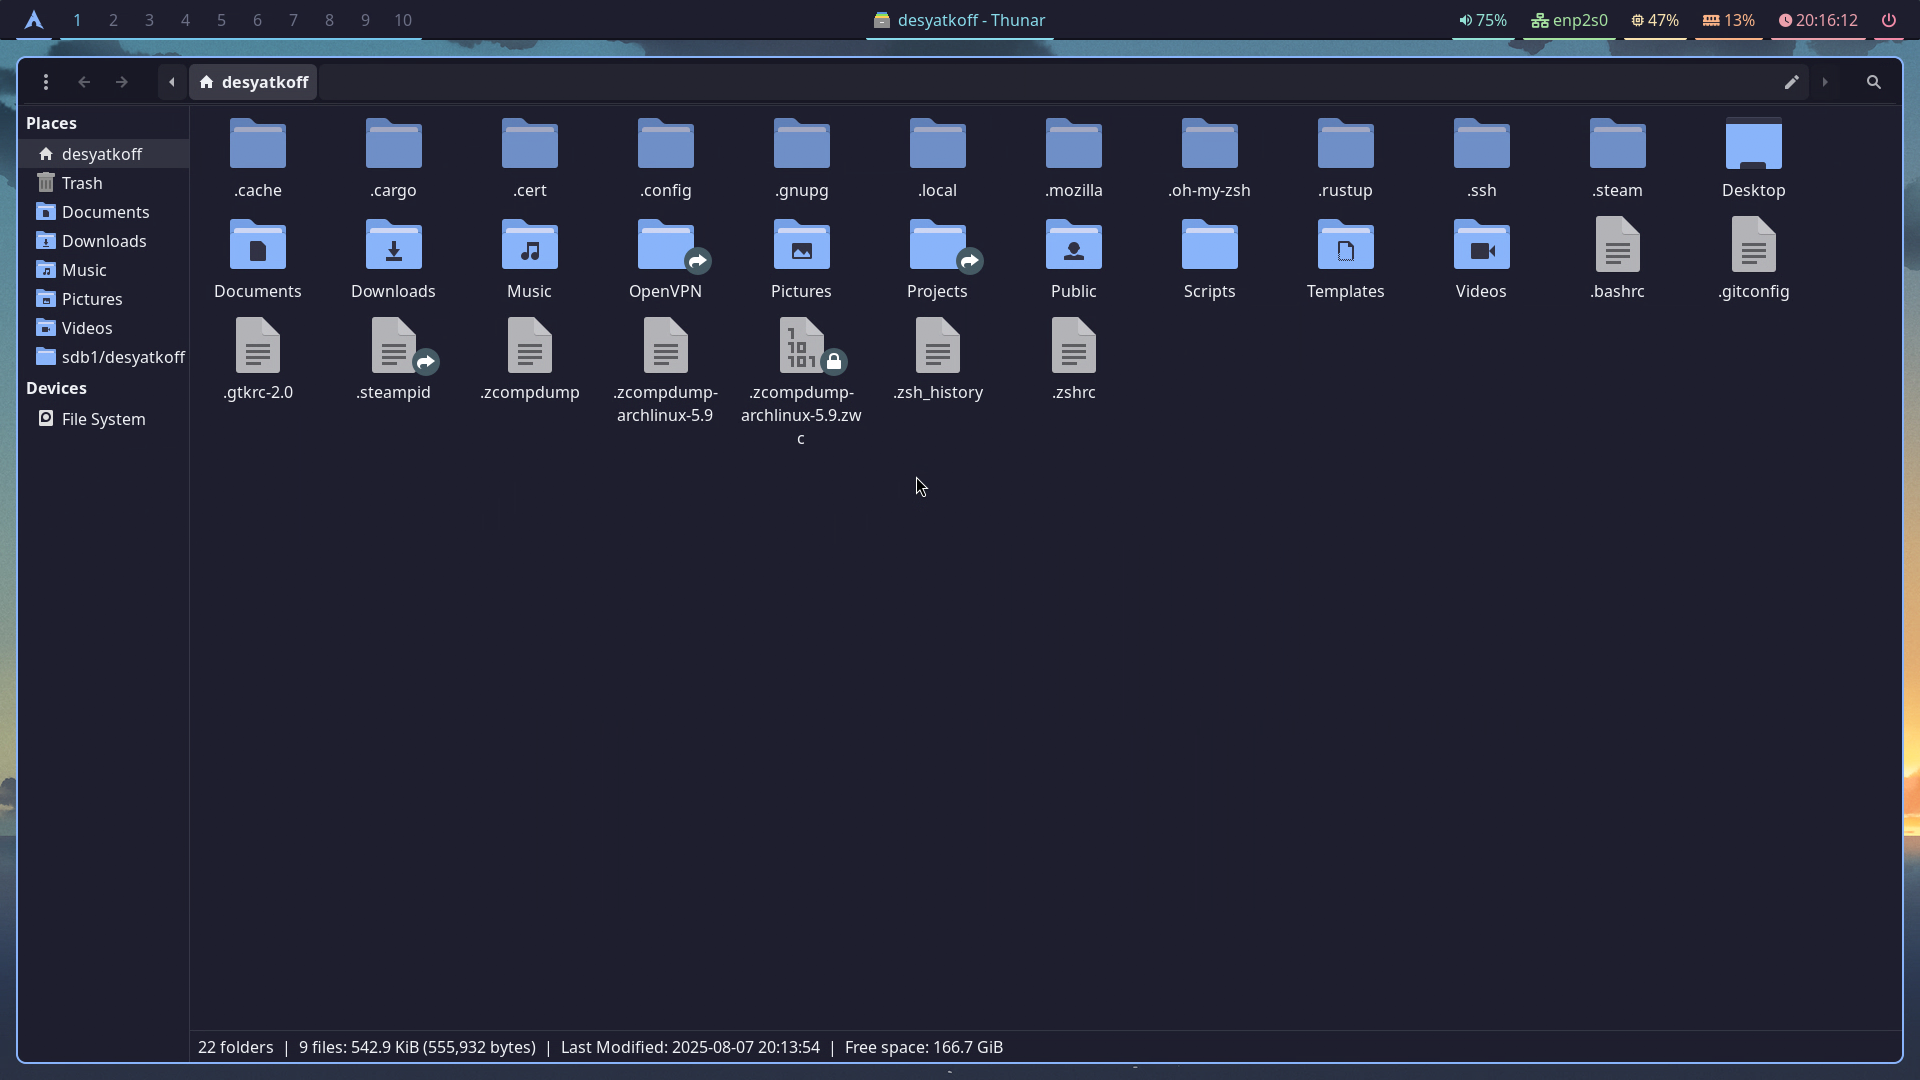 1 2 3 4 5 6 7 8 9 10
desyatkoff - Thunar
75% enp2s0 47% 13% 20:16:12
desyatkoff
Places
desyatkoff
Trash
Documents
Downloads
Music
Pictures
Videos
sdb1/desyatkoff
Devices
File System
.cache .cargo .cert .config .gnupg .local .mozilla .oh-my-zsh .rustup .ssh .steam Desktop
Documents Downloads Music OpenVPN Pictures Projects Public Scripts Templates Videos .bashrc .gitconfig
.gtkrc-2.0 .steampid .zcompdump .zcompdump- .zcompdump- .zsh_history .zshrc
archlinux-5.9 archlinux-5.9.zw
c
22 folders | 9 files: 542.9 KiB (555,932 bytes) | Last Modified: 2025-08-07 20:13:54 | Free space: 166.7 GiB